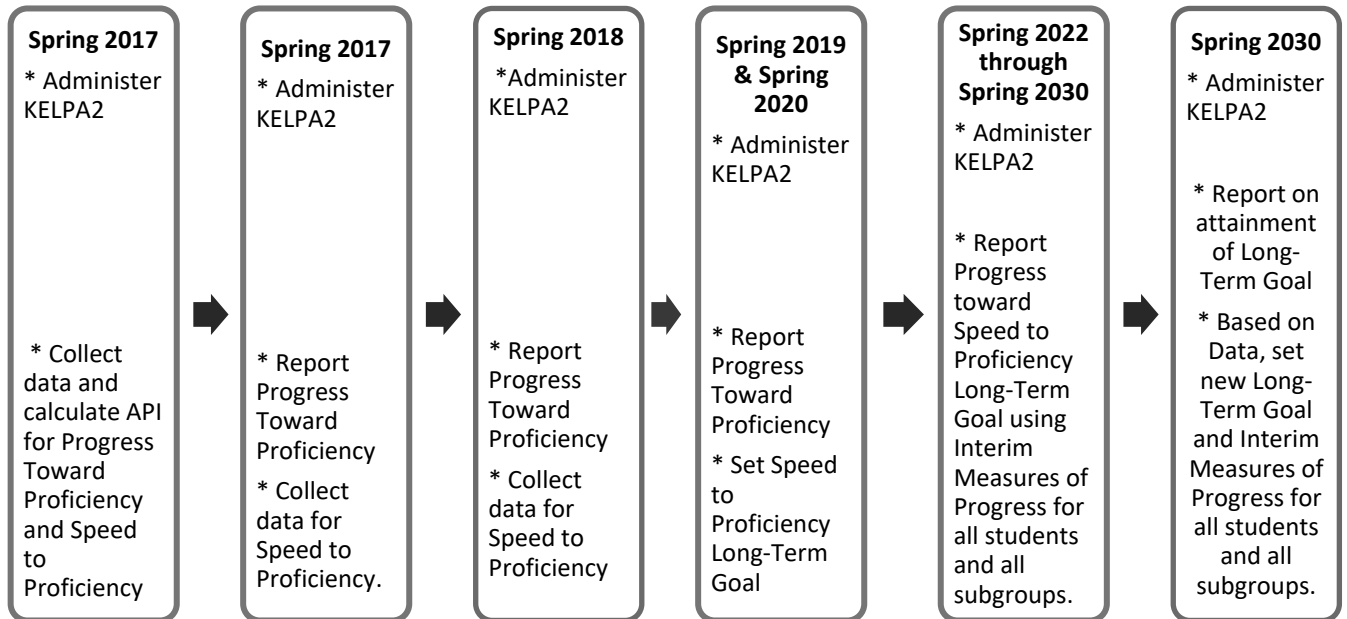 Spring 2017
* Administer
KELPA2
* Collect
data and
calculate API
for Progress
Toward
Proficiency
and Speed
to
Proficiency
Spring 2017
* Administer
KELPA2
* Report
Progress
Toward
Proficiency
* Collect
data for
Speed to
Proficiency.
Spring 2018
*Administer
KELPA2
* Report
Progress
Toward
Proficiency
* Collect
data for
Speed to
Proficiency
Spring 2019
& Spring
2020
* Administer
KELPA2
* Report
Progress
Toward
Proficiency
* Set Speed
to
Proficiency
Long-Term
Goal
Spring 2022
through
Spring 2030
* Administer
KELPA2
* Report
Progress
toward
Speed to
Proficiency
Long-Term
Goal using
Interim
Measures of
Progress for
all students
and all
subgroups.
Spring 2030
* Administer
KELPA2
* Report on
attainment
of Long-
Term Goal
* Based on
Data, set
new Long-
Term Goal
and Interim
Measures of
Progress for
all students
and all
subgroups.